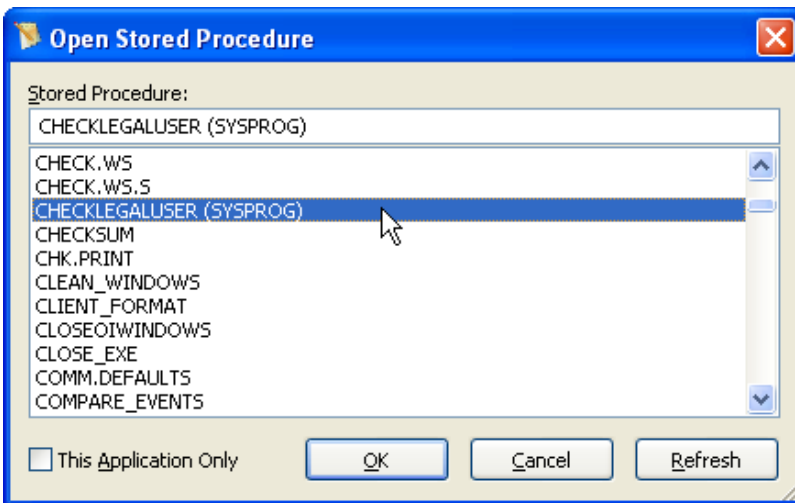 Open Stored Procedure
Stored Procedure:
CHECKLEGALUSER (SYSPROG)
CHECK.WS
CHECK.WS.S
CHECKLEGALUSER (SYSPROG)
CHECKSUM
CHK.PRINT
CLEAN_WINDOWS
CLIENT_FORMAT
CLOSEOIWINDOWS
CLOSE_EXE
COMM.DEFAULTS
COMPARE_EVENTS
This Application Only OK Cancel Refresh